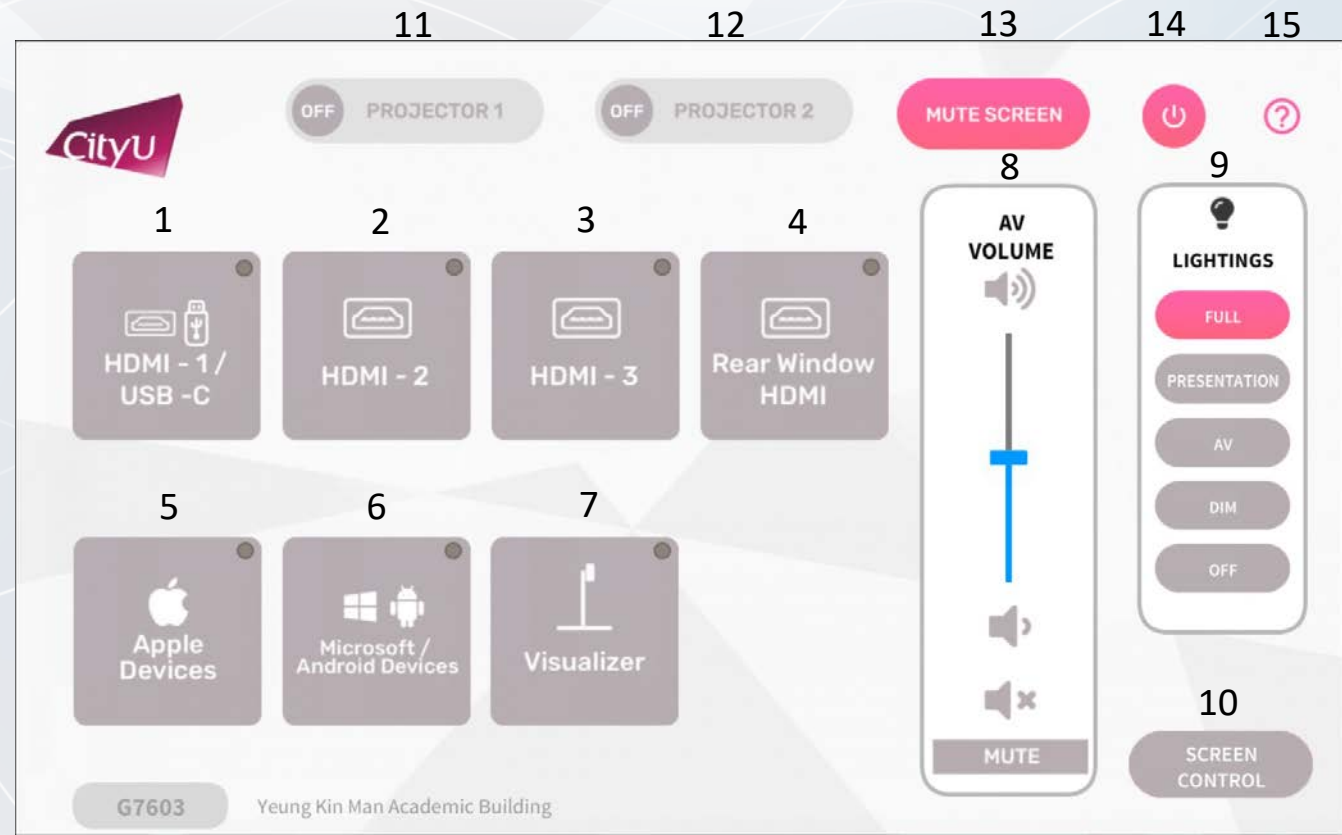 11 12 13 14 15
CityU
OFF PROJECTOR 1
OFF PROJECTOR 2
MUTE SCREEN
?
1 2 3 4
HDMI - 1 /
USB -C
HDMI - 2
HDMI - 3
Rear Window
HDMI
5 6 7
Apple
Devices
Microsoft /
Android Devices
Visualizer
8
AV
VOLUME
MUTE
9
LIGHTINGS
FULL
PRESENTATION
AV
DIM
OFF
10
SCREEN
CONTROL
G7603
Yeung Kin Man Academic Building